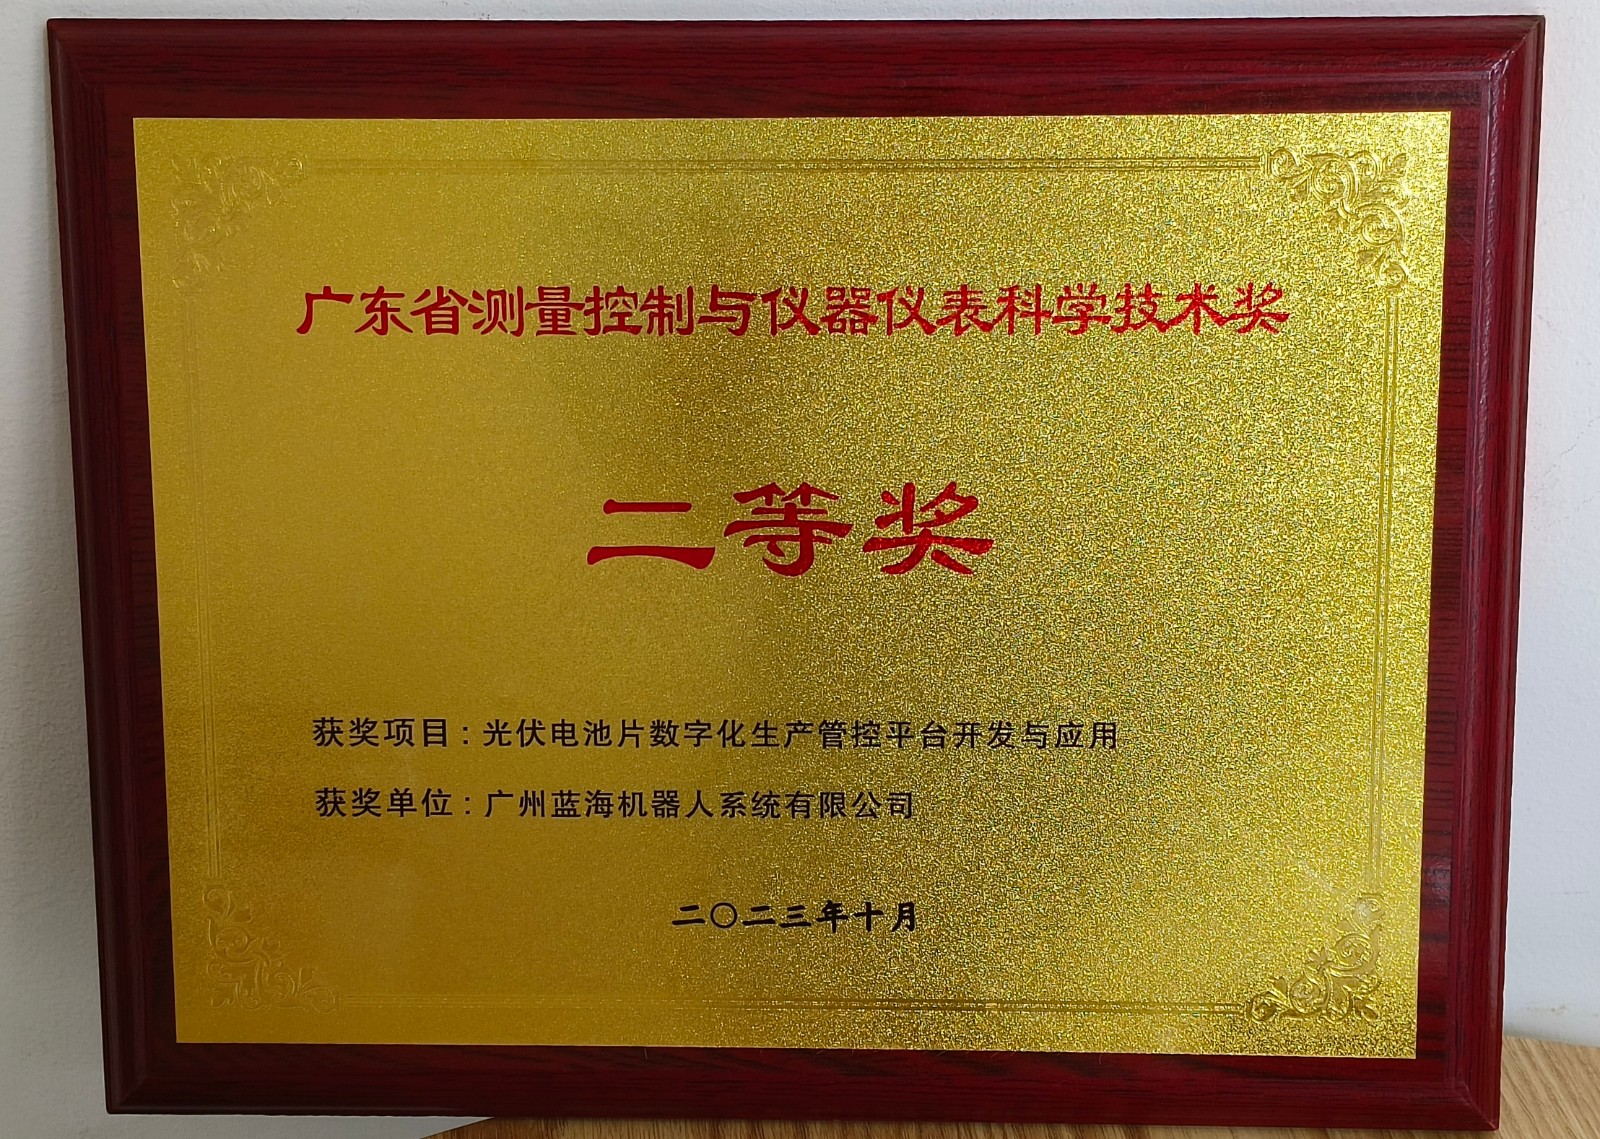 广东省测量控制与仪器仪表科学技术奖
二等奖
获奖项目：光伏电池片数字化生产管控平台开发与应用
获奖单位：广州蓝海机器人系统有限公司
二〇二三年十月